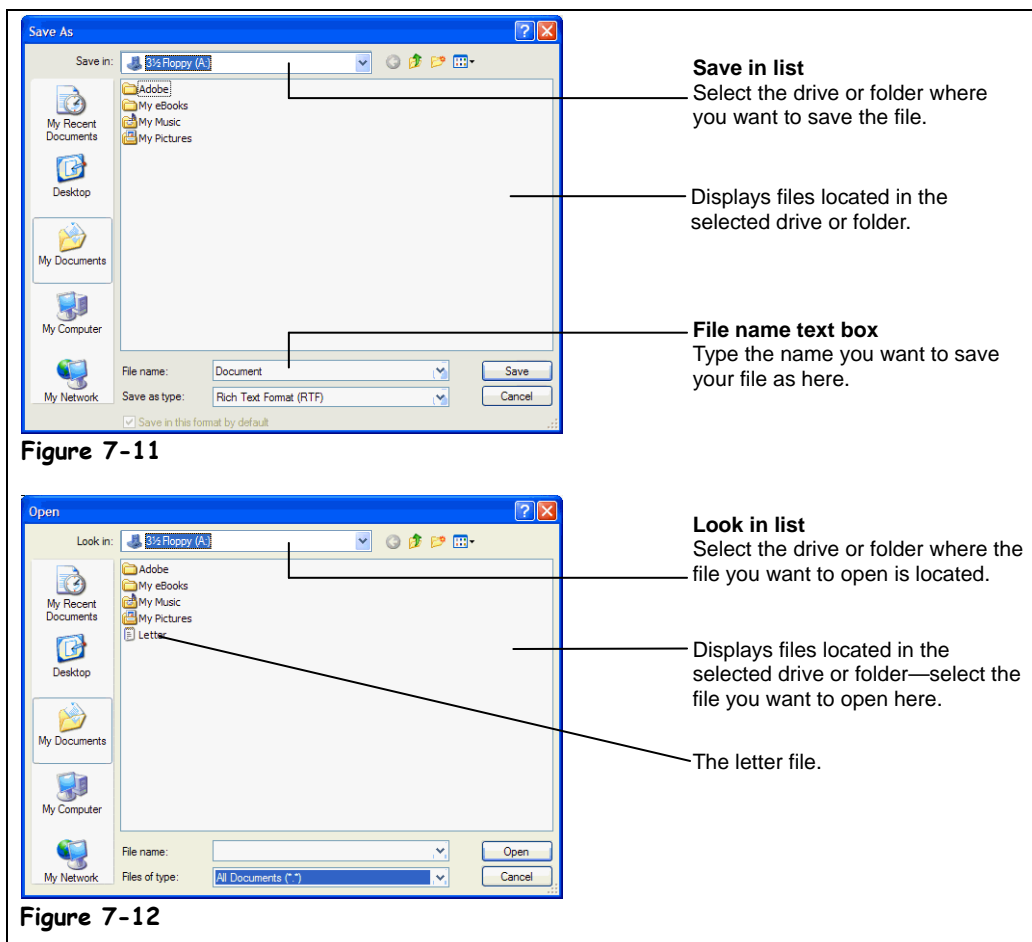 Save As
Save in:
3½ Floppy (A:)
Adobe
My eBooks
My Music
My Pictures
My Recent
Documents
Desktop
My Documents
My Computer
My Network
File name:
Document
Save
Save as type:
Rich Text Format (RTF)
Cancel
Save in this format by default
Save in list
Select the drive or folder where
you want to save the file.
Displays files located in the
selected drive or folder.
File name text box
Type the name you want to save
your file as here.
Figure 7-11
Open
Look in:
3½ Floppy (A:)
Adobe
My eBooks
My Music
My Pictures
Letter
My Recent
Documents
Desktop
My Documents
My Computer
My Network
File name:
Open
Files of type:
All Documents (*.*)
Cancel
Look in list
Select the drive or folder where the
file you want to open is located.
Displays files located in the
selected drive or folder—select the
file you want to open here.
The letter file.
Figure 7-12